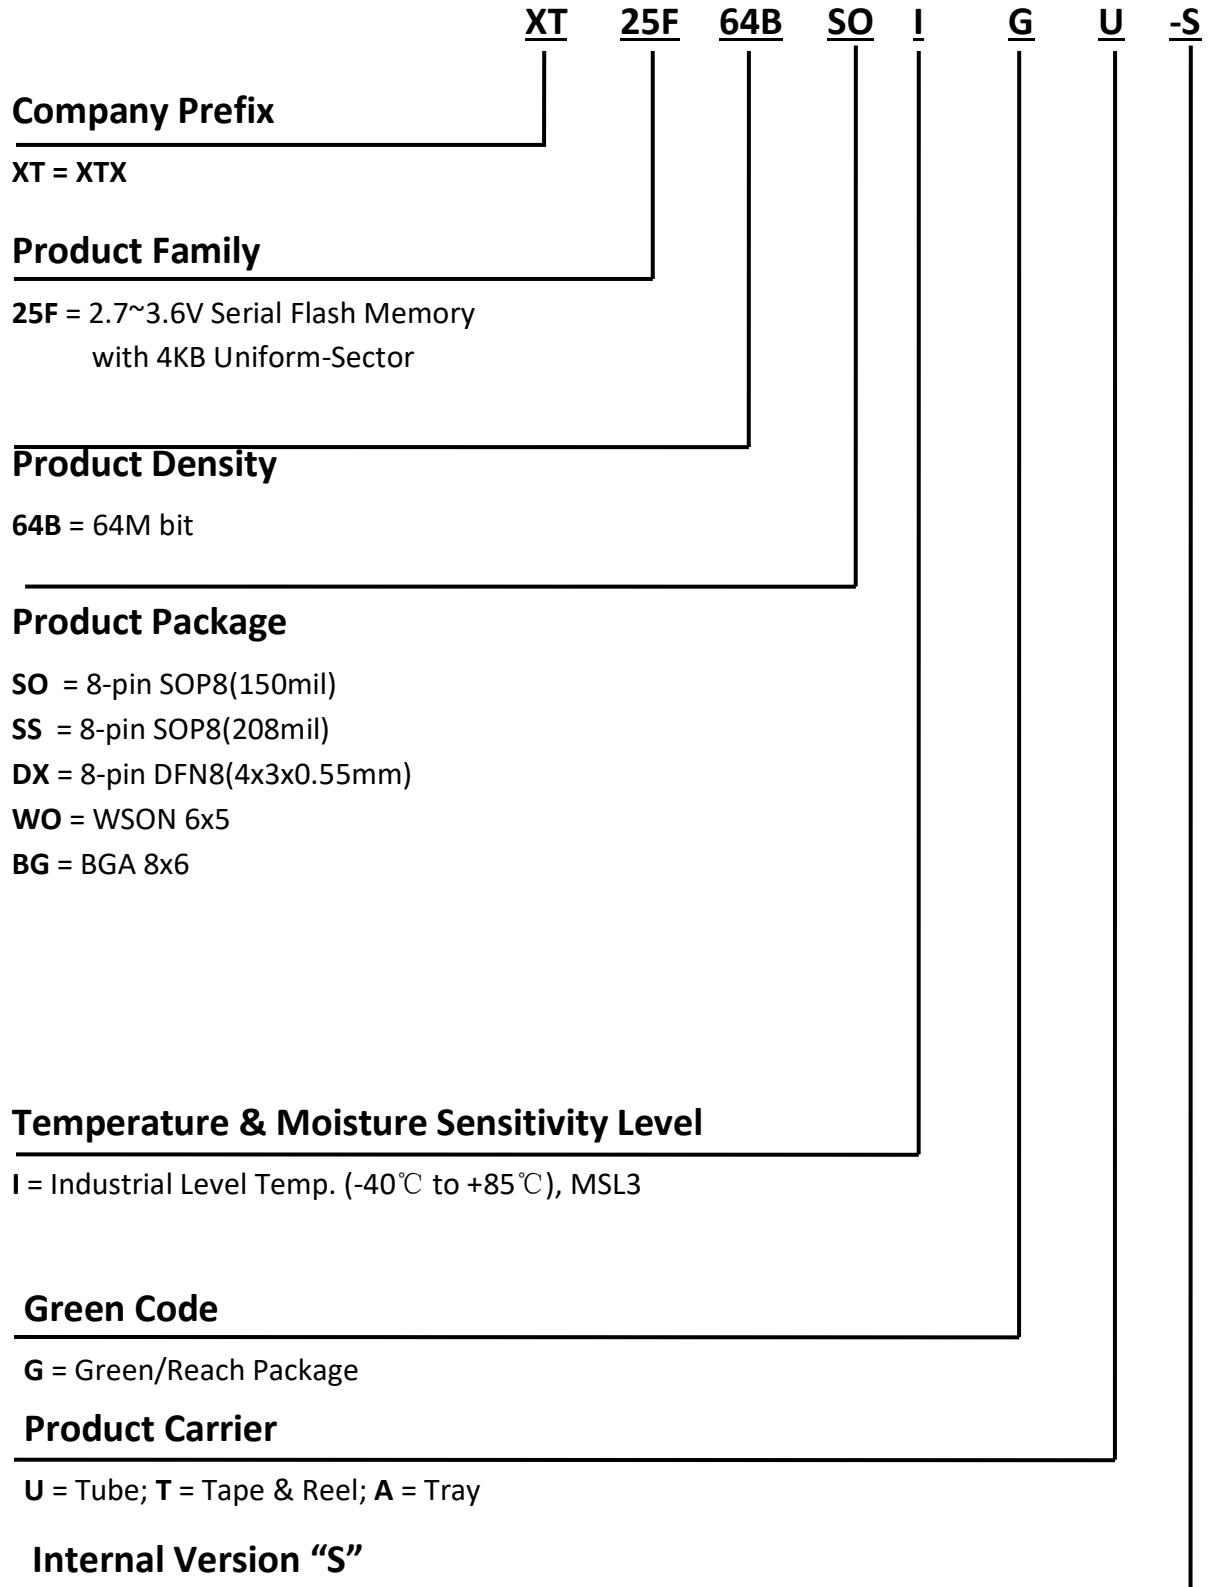 XT 25F 64B SO I G U -S
Company Prefix
XT = XTX
Product Family
25F = 2.7~3.6V Serial Flash Memory
with 4KB Uniform-Sector
Product Density
64B = 64M bit
Product Package
SO = 8-pin SOP8(150mil)
SS = 8-pin SOP8(208mil)
DX = 8-pin DFN8(4x3x0.55mm)
WO = WSON 6x5
BG = BGA 8x6
Temperature & Moisture Sensitivity Level
I = Industrial Level Temp. (-40℃ to +85℃), MSL3
Green Code
G = Green/Reach Package
Product Carrier
U = Tube; T = Tape & Reel; A = Tray
Internal Version “S”